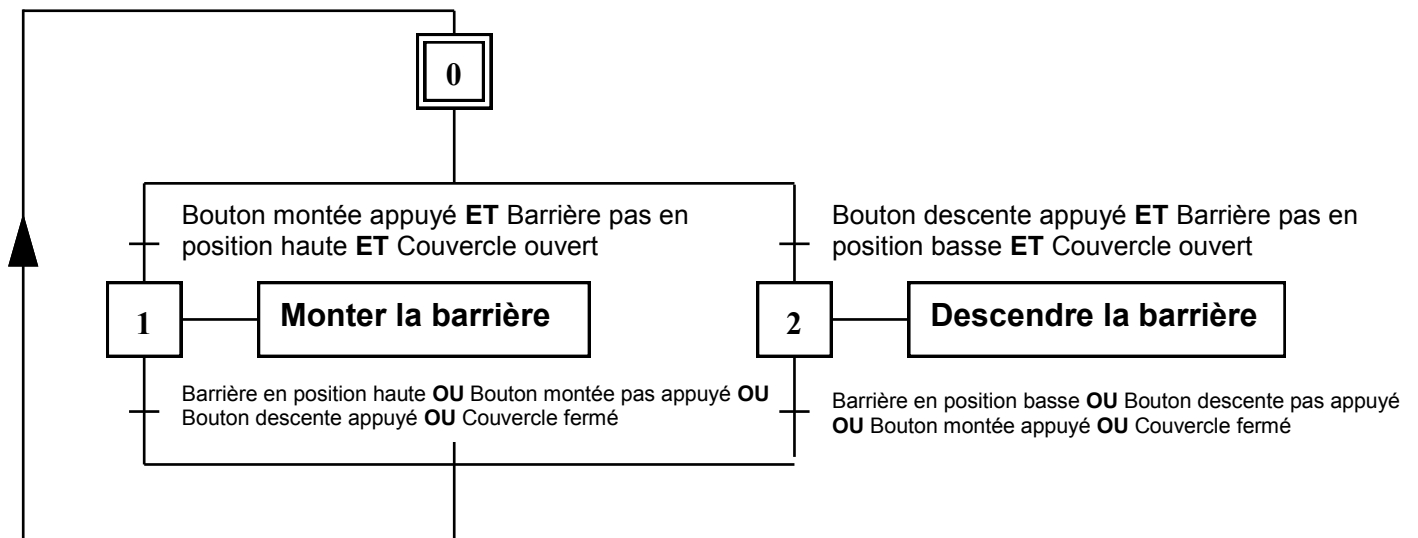 0
Bouton montée appuyé ET Barrière pas en
position haute ET Couvercle ouvert
Bouton descente appuyé ET Barrière pas en
position basse ET Couvercle ouvert
1
Monter la barrière
2
Descendre la barrière
Barrière en position haute OU Bouton montée pas appuyé OU
Bouton descente appuyé OU Couvercle fermé
Barrière en position basse OU Bouton descente pas appuyé
OU Bouton montée appuyé OU Couvercle fermé